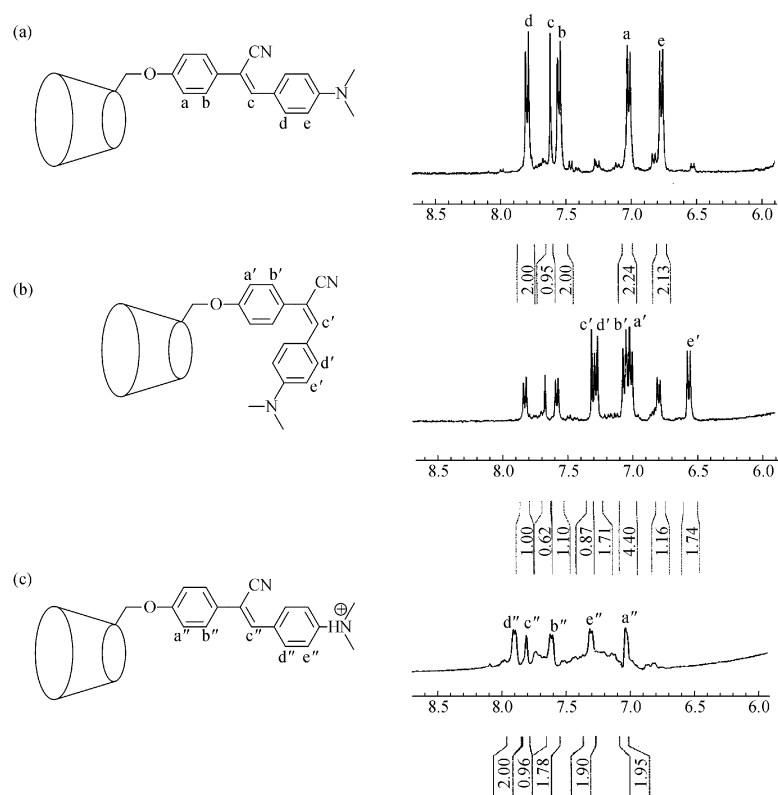 (a)
CN
O
N
a b c
d e
d c b a e
8.5 8.0 7.5 7.0 6.5 6.0
2.00 0.95 2.00 2.24 2.13
(b)
a′ b′
CN
O
c′
d′
e′
N
c′ d′ b′ a′ e′
8.5 8.0 7.5 7.0 6.5 6.0
1.00 0.62 1.10 0.87 1.71 4.40 1.16 1.74
(c)
CN
O
HN⊕
a″ b″ c″
d″ e″
d″ c″ b″ e″ a″
8.5 8.0 7.5 7.0 6.5 6.0
2.00 0.96 1.78 1.90 1.95